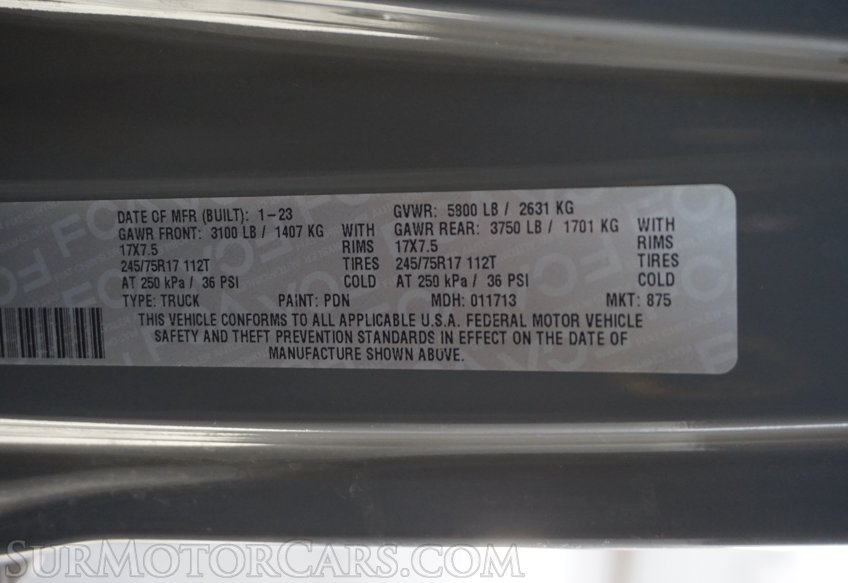 DATE OF MFR (BUILT): 1-23 GVWR: 5800 LB / 2631 KG
GAWR FRONT: 3100 LB / 1407 KG WITH GAWR REAR: 3750 LB / 1701 KG WITH
17X7.5 RIMS 17X7.5 RIMS
245/75R17 112T TIRES 245/75R17 112T TIRES
AT 250 kPa / 36 PSI COLD AT 250 kPa / 36 PSI COLD
TYPE: TRUCK PAINT: PDN MDH: 011713 MKT: 875
THIS VEHICLE CONFORMS TO ALL APPLICABLE U.S.A. FEDERAL MOTOR VEHICLE
SAFETY AND THEFT PREVENTION STANDARDS IN EFFECT ON THE DATE OF
MANUFACTURE SHOWN ABOVE.
SURMOTORCARS.COM